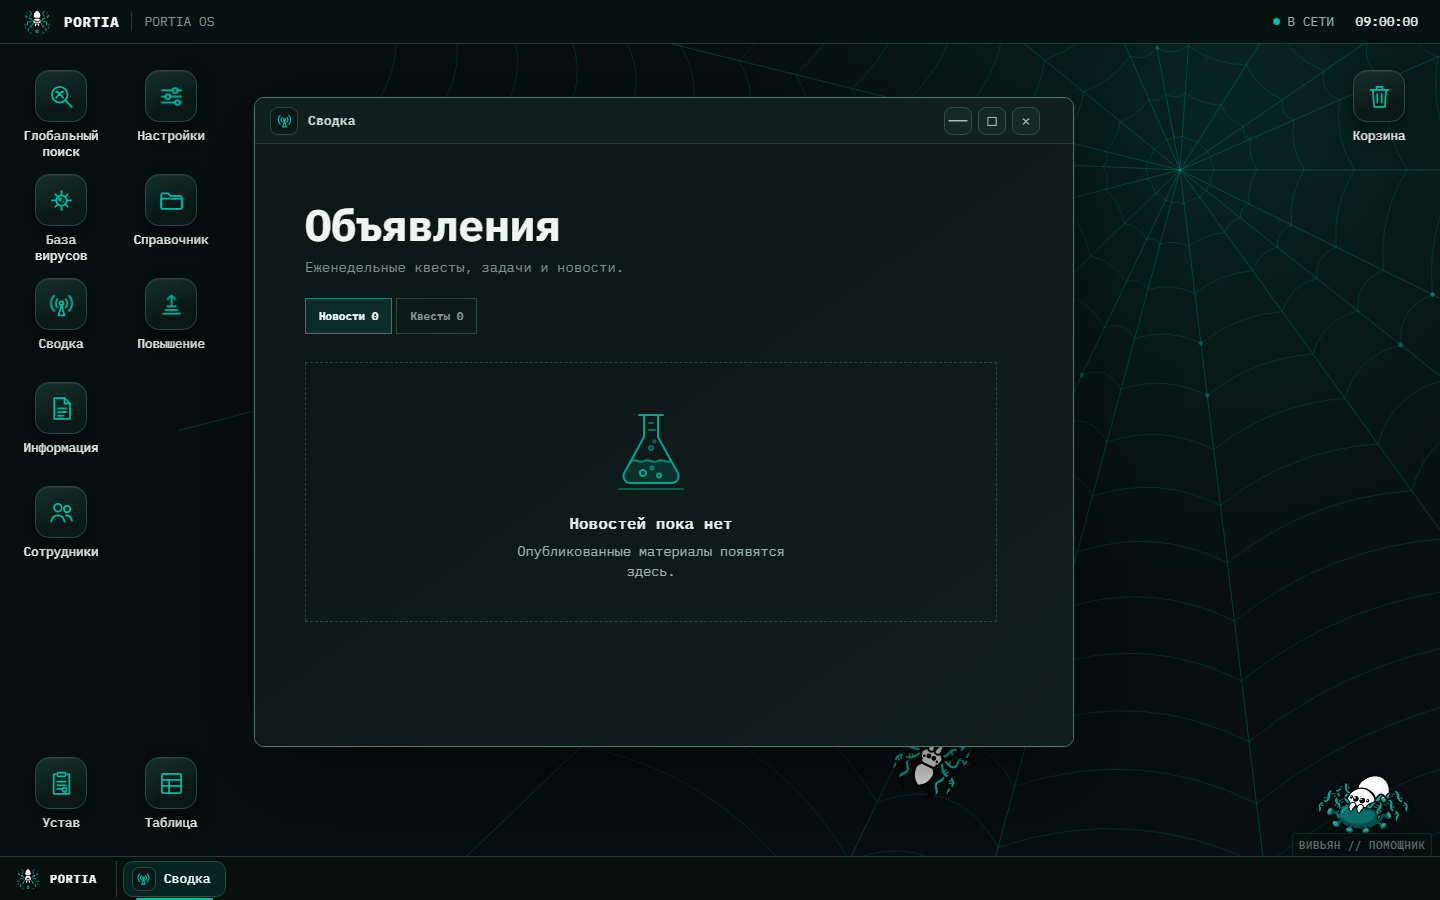 PORTIA
PORTIA OS
В СЕТИ
09:00:00
Глобальный
поиск
Настройки
База
вирусов
Справочник
Сводка
Повышение
Информация
Сотрудники
Устав
Таблица
Корзина
Сводка
Объявления
Еженедельные квесты, задачи и новости.
Новости 0
Квесты 0
Новостей пока нет
Опубликованные материалы появятся
здесь.
ВИВЬЯН // ПОМОЩНИК
PORTIA
Сводка